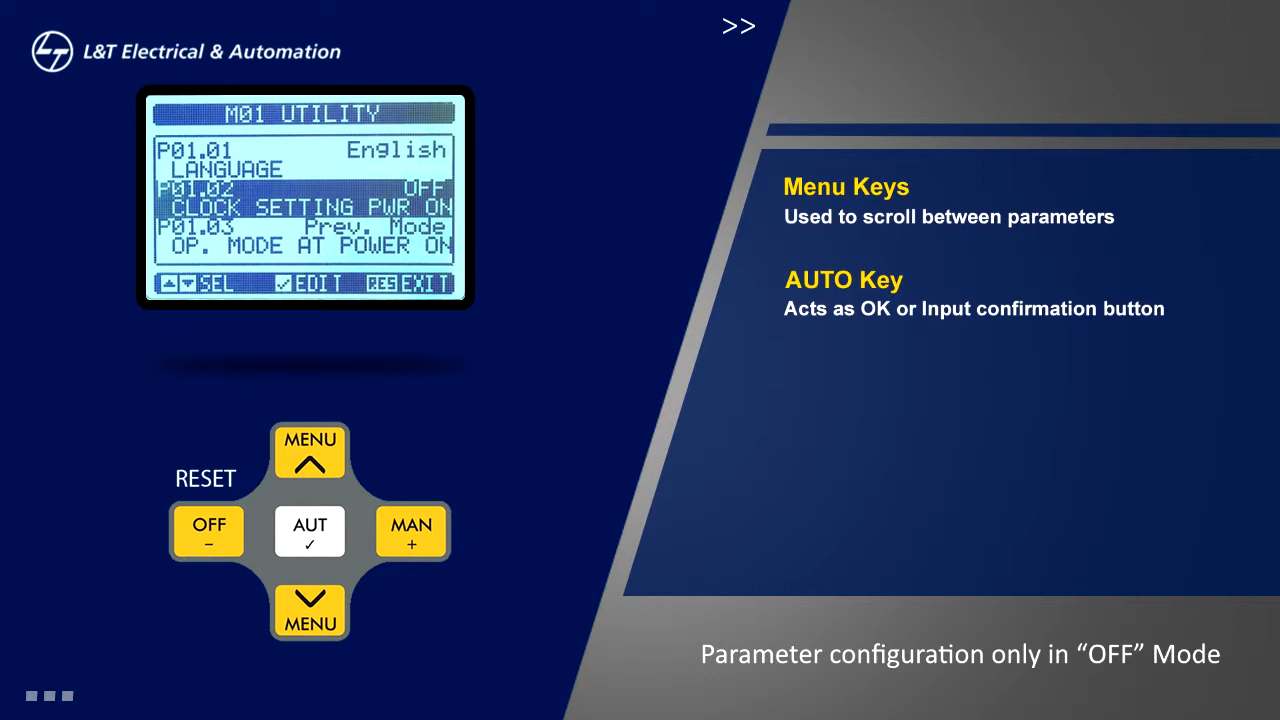 >>
L&T Electrical & Automation
M01 UTILITY
P01.01 English
LANGUAGE
P01.02 OFF
CLOCK SETTING PWR ON
P01.03 Prev. Mode
OP. MODE AT POWER ON
SEL EDIT RES EXIT
MENU
RESET
OFF
–
AUT
✓
MAN
+
MENU
Menu Keys
Used to scroll between parameters
AUTO Key
Acts as OK or Input confirmation button
Parameter configuration only in “OFF” Mode